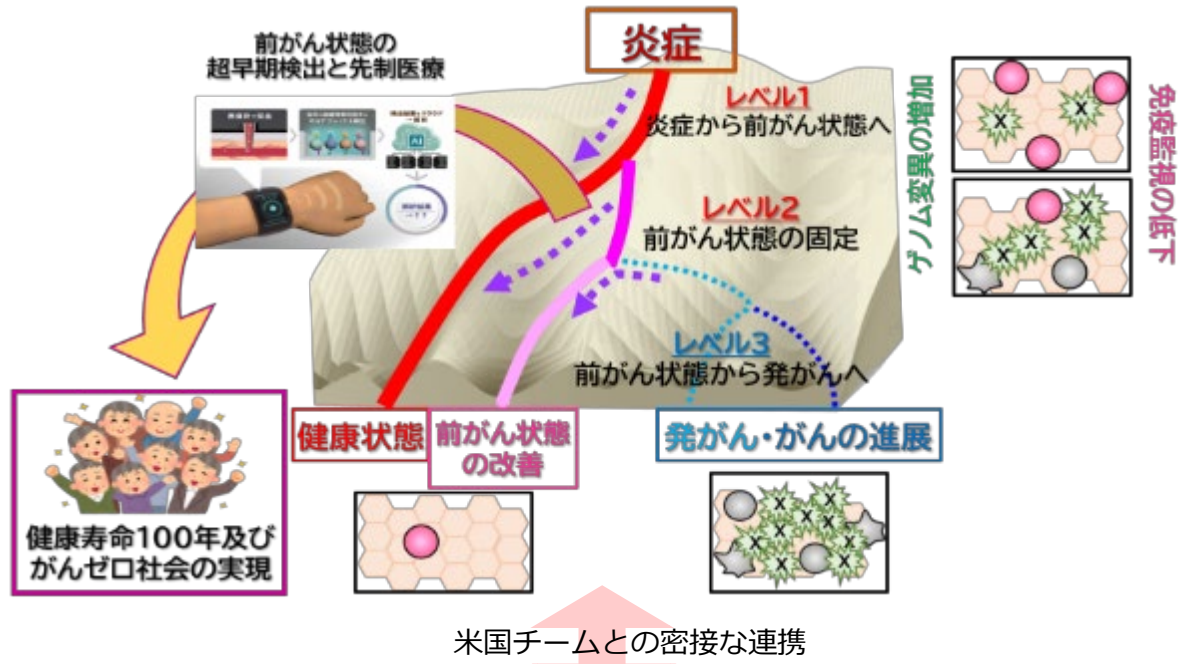 前がん状態の
超早期検出と先制医療
炎症
レベル1
炎症から前がん状態へ
レベル2
前がん状態の固定
レベル3
前がん状態から発がんへ
ゲノム変異の増加
免疫監視の低下
X
X
X
X
X
X
AI
健康状態
前がん状態
の改善
発がん・がんの進展
X
X
X
X
X
X
X
X
健康寿命100年及び
がんゼロ社会の実現
米国チームとの密接な連携